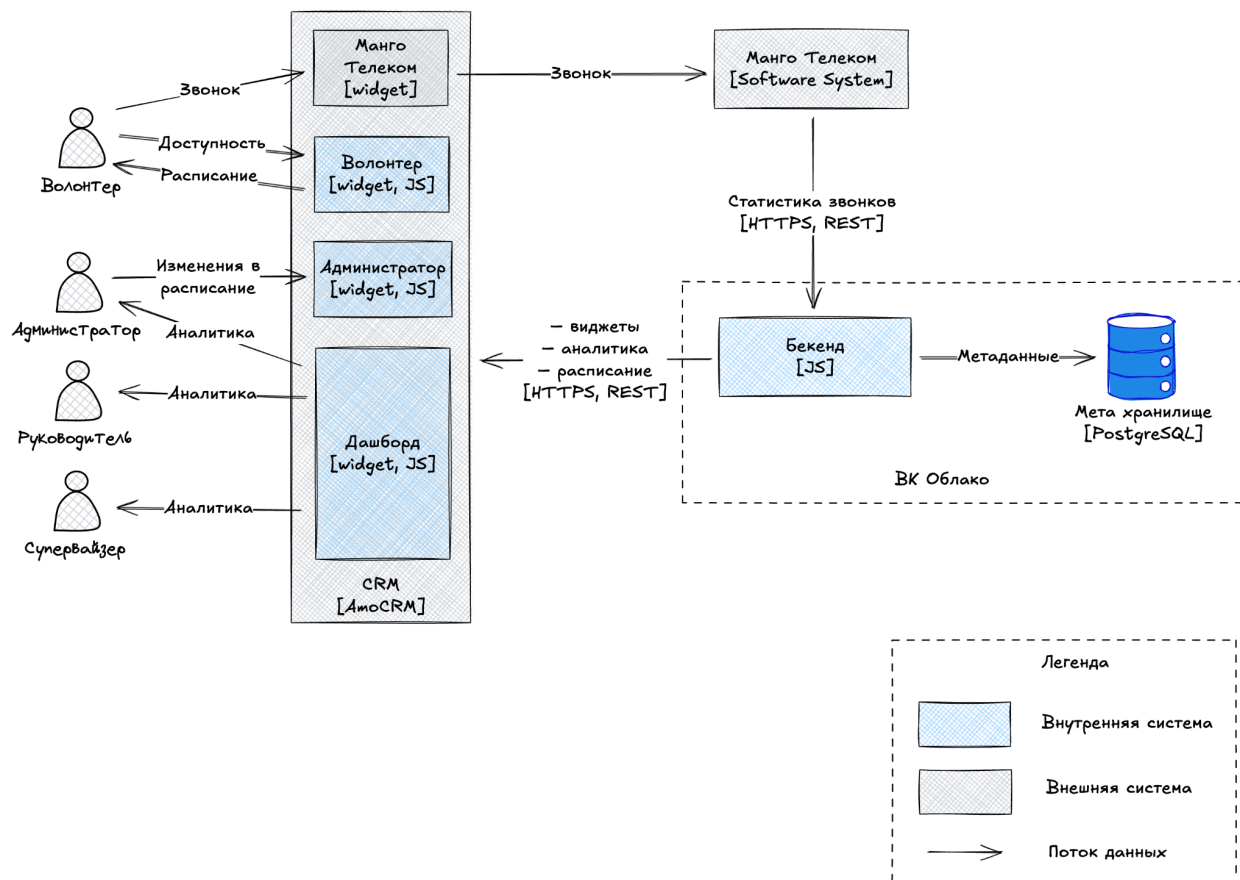 Манго
Телеком
[widget]
Звонок
Звонок
Манго Телеком
[Software System]
Волонтер
Доступность
Расписание
Волонтер
[widget, JS]
Статистика звонков
[HTTPS, REST]
Администратор
Изменения в
расписание
Администратор
[widget, JS]
Аналитика
– виджеты
– аналитика
– расписание
[HTTPS, REST]
Бекенд
[JS]
Метаданные
Мета хранилище
[PostgreSQL]
ВК Облако
Руководитель
Аналитика
Дашборд
[widget, JS]
Супервайзер
Аналитика
CRM
[AmoCRM]
Легенда
Внутренняя система
Внешняя система
Поток данных